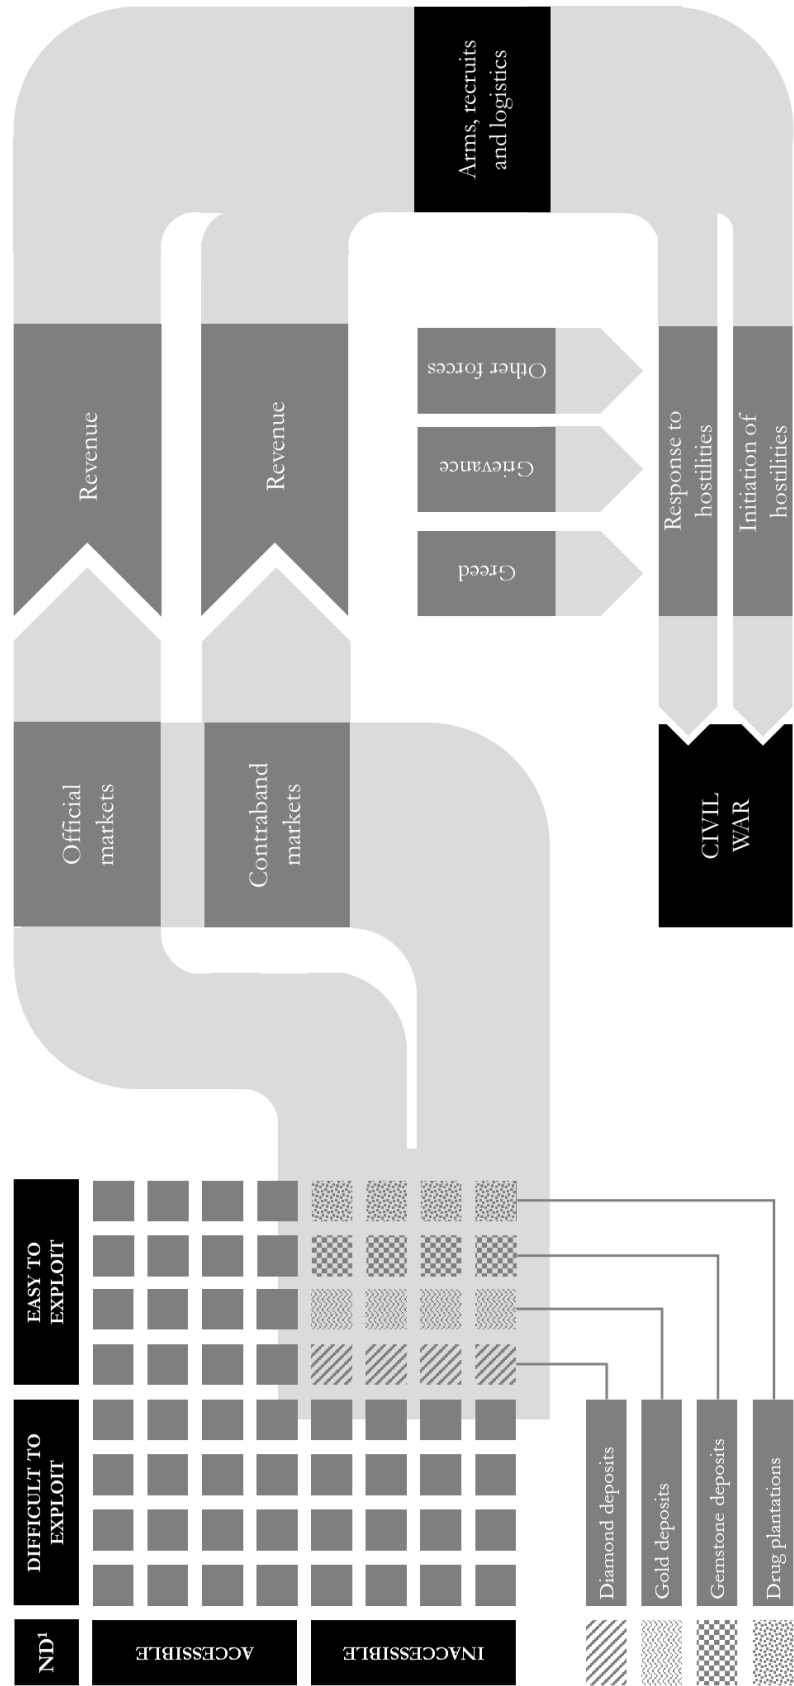 ND¹
DIFFICULT TO
EXPLOIT
EASY TO
EXPLOIT
ACCESSIBLE
INACCESSIBLE
Official
markets
Contraband
markets
Revenue
Revenue
Arms, recruits
and logistics
Greed
Grievance
Other forces
Response to
hostilities
Initiation of
hostilities
CIVIL
WAR
Diamond deposits
Gold deposits
Gemstone deposits
Drug plantations